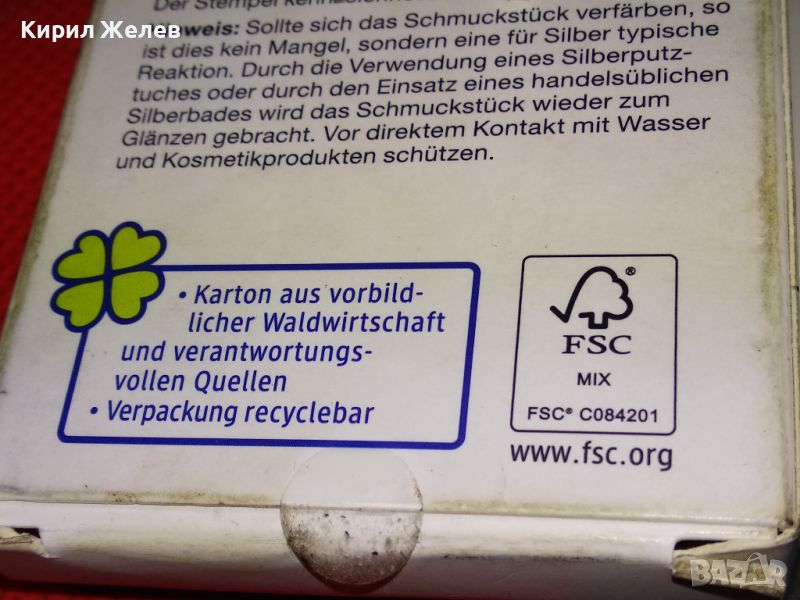 Кирил Желев
Der Stempel
Hinweis: Sollte sich das Schmuckstück verfärben, so
ist dies kein Mangel, sondern eine für Silber typische
Reaktion. Durch die Verwendung eines Silberputz-
tuches oder durch den Einsatz eines handelsüblichen
Silberbades wird das Schmuckstück wieder zum
Glänzen gebracht. Vor direktem Kontakt mit Wasser
und Kosmetikprodukten schützen.
• Karton aus vorbild-
licher Waldwirtschaft
und verantwortungs-
vollen Quellen
• Verpackung recyclebar
®
FSC
MIX
FSC® C084201
www.fsc.org
BAZAR